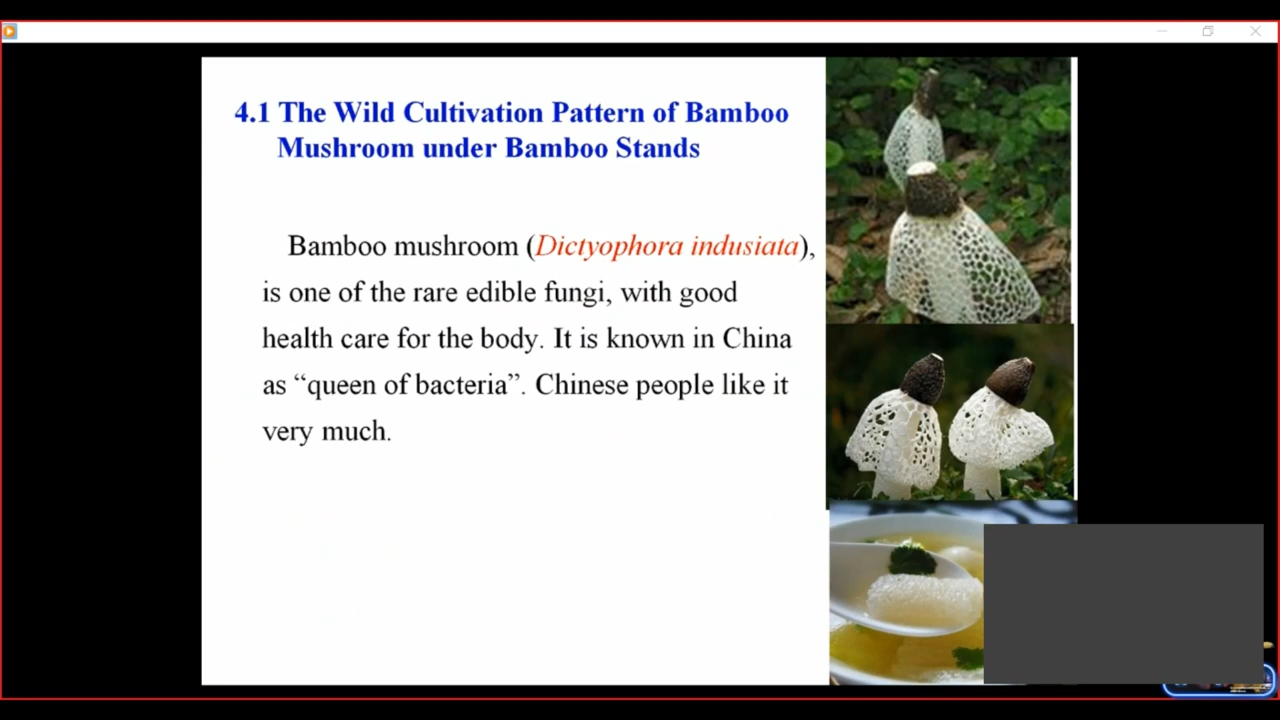 4.1 The Wild Cultivation Pattern of Bamboo
Mushroom under Bamboo Stands
Bamboo mushroom (Dictyophora indusiata),
is one of the rare edible fungi, with good
health care for the body. It is known in China
as “queen of bacteria”. Chinese people like it
very much.